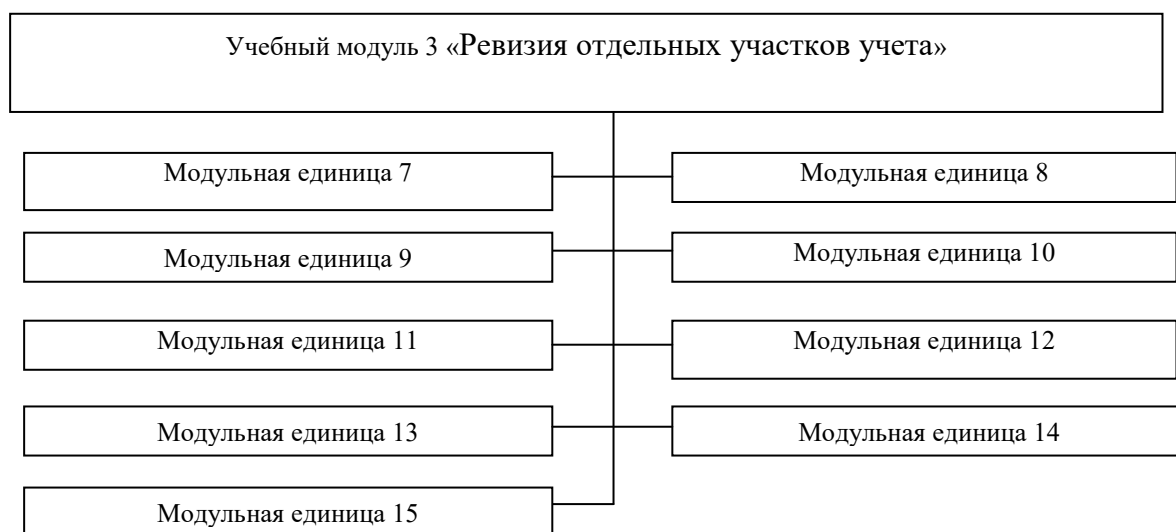 Учебный модуль 3 «Ревизия отдельных участков учета»
Модульная единица 7
Модульная единица 8
Модульная единица 9
Модульная единица 10
Модульная единица 11
Модульная единица 12
Модульная единица 13
Модульная единица 14
Модульная единица 15